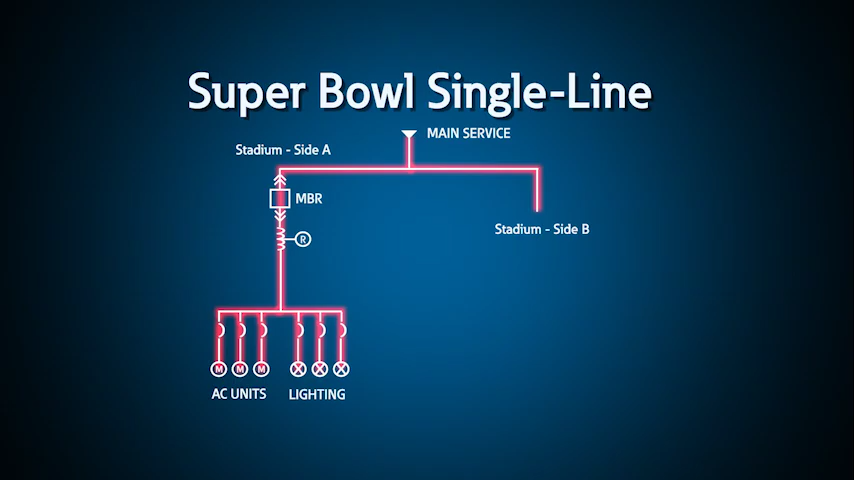 Super Bowl Single-Line
MAIN SERVICE
Stadium - Side A
MBR
Stadium - Side B
R
M M M
AC UNITS LIGHTING